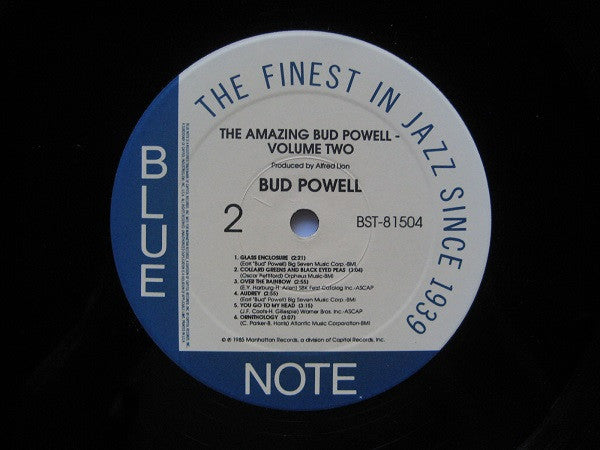 THE FINEST IN JAZZ SINCE 1939
THE AMAZING BUD POWELL -
VOLUME TWO
Produced by Alfred Lion
BUD POWELL
2
BST-81504
1. GLASS ENCLOSURE (2:21)
(Earl "Bud" Powell) Big Seven Music Corp.-BMI
2. COLLARD GREENS AND BLACK EYED PEAS (3:04)
(Oscar Pettiford) Orpheus Music-BMI
3. OVER THE RAINBOW (2:55)
(E.Y. Harburg-H. Arlen) SBK Feist Catalog Inc.-ASCAP
4. AUDREY (2:55)
(Earl "Bud" Powell) Big Seven Music Corp.-BMI
5. YOU GO TO MY HEAD (3:15)
(J.F. Coots-H. Gillespie) Warner Bros. Inc.-ASCAP
6. ORNITHOLOGY (3:07)
(C. Parker-B. Harris) Atlantic Music Corporation-BMI
© ℗ 1985 Manhattan Records, a division of Capitol Records, Inc.
BLUE
NOTE